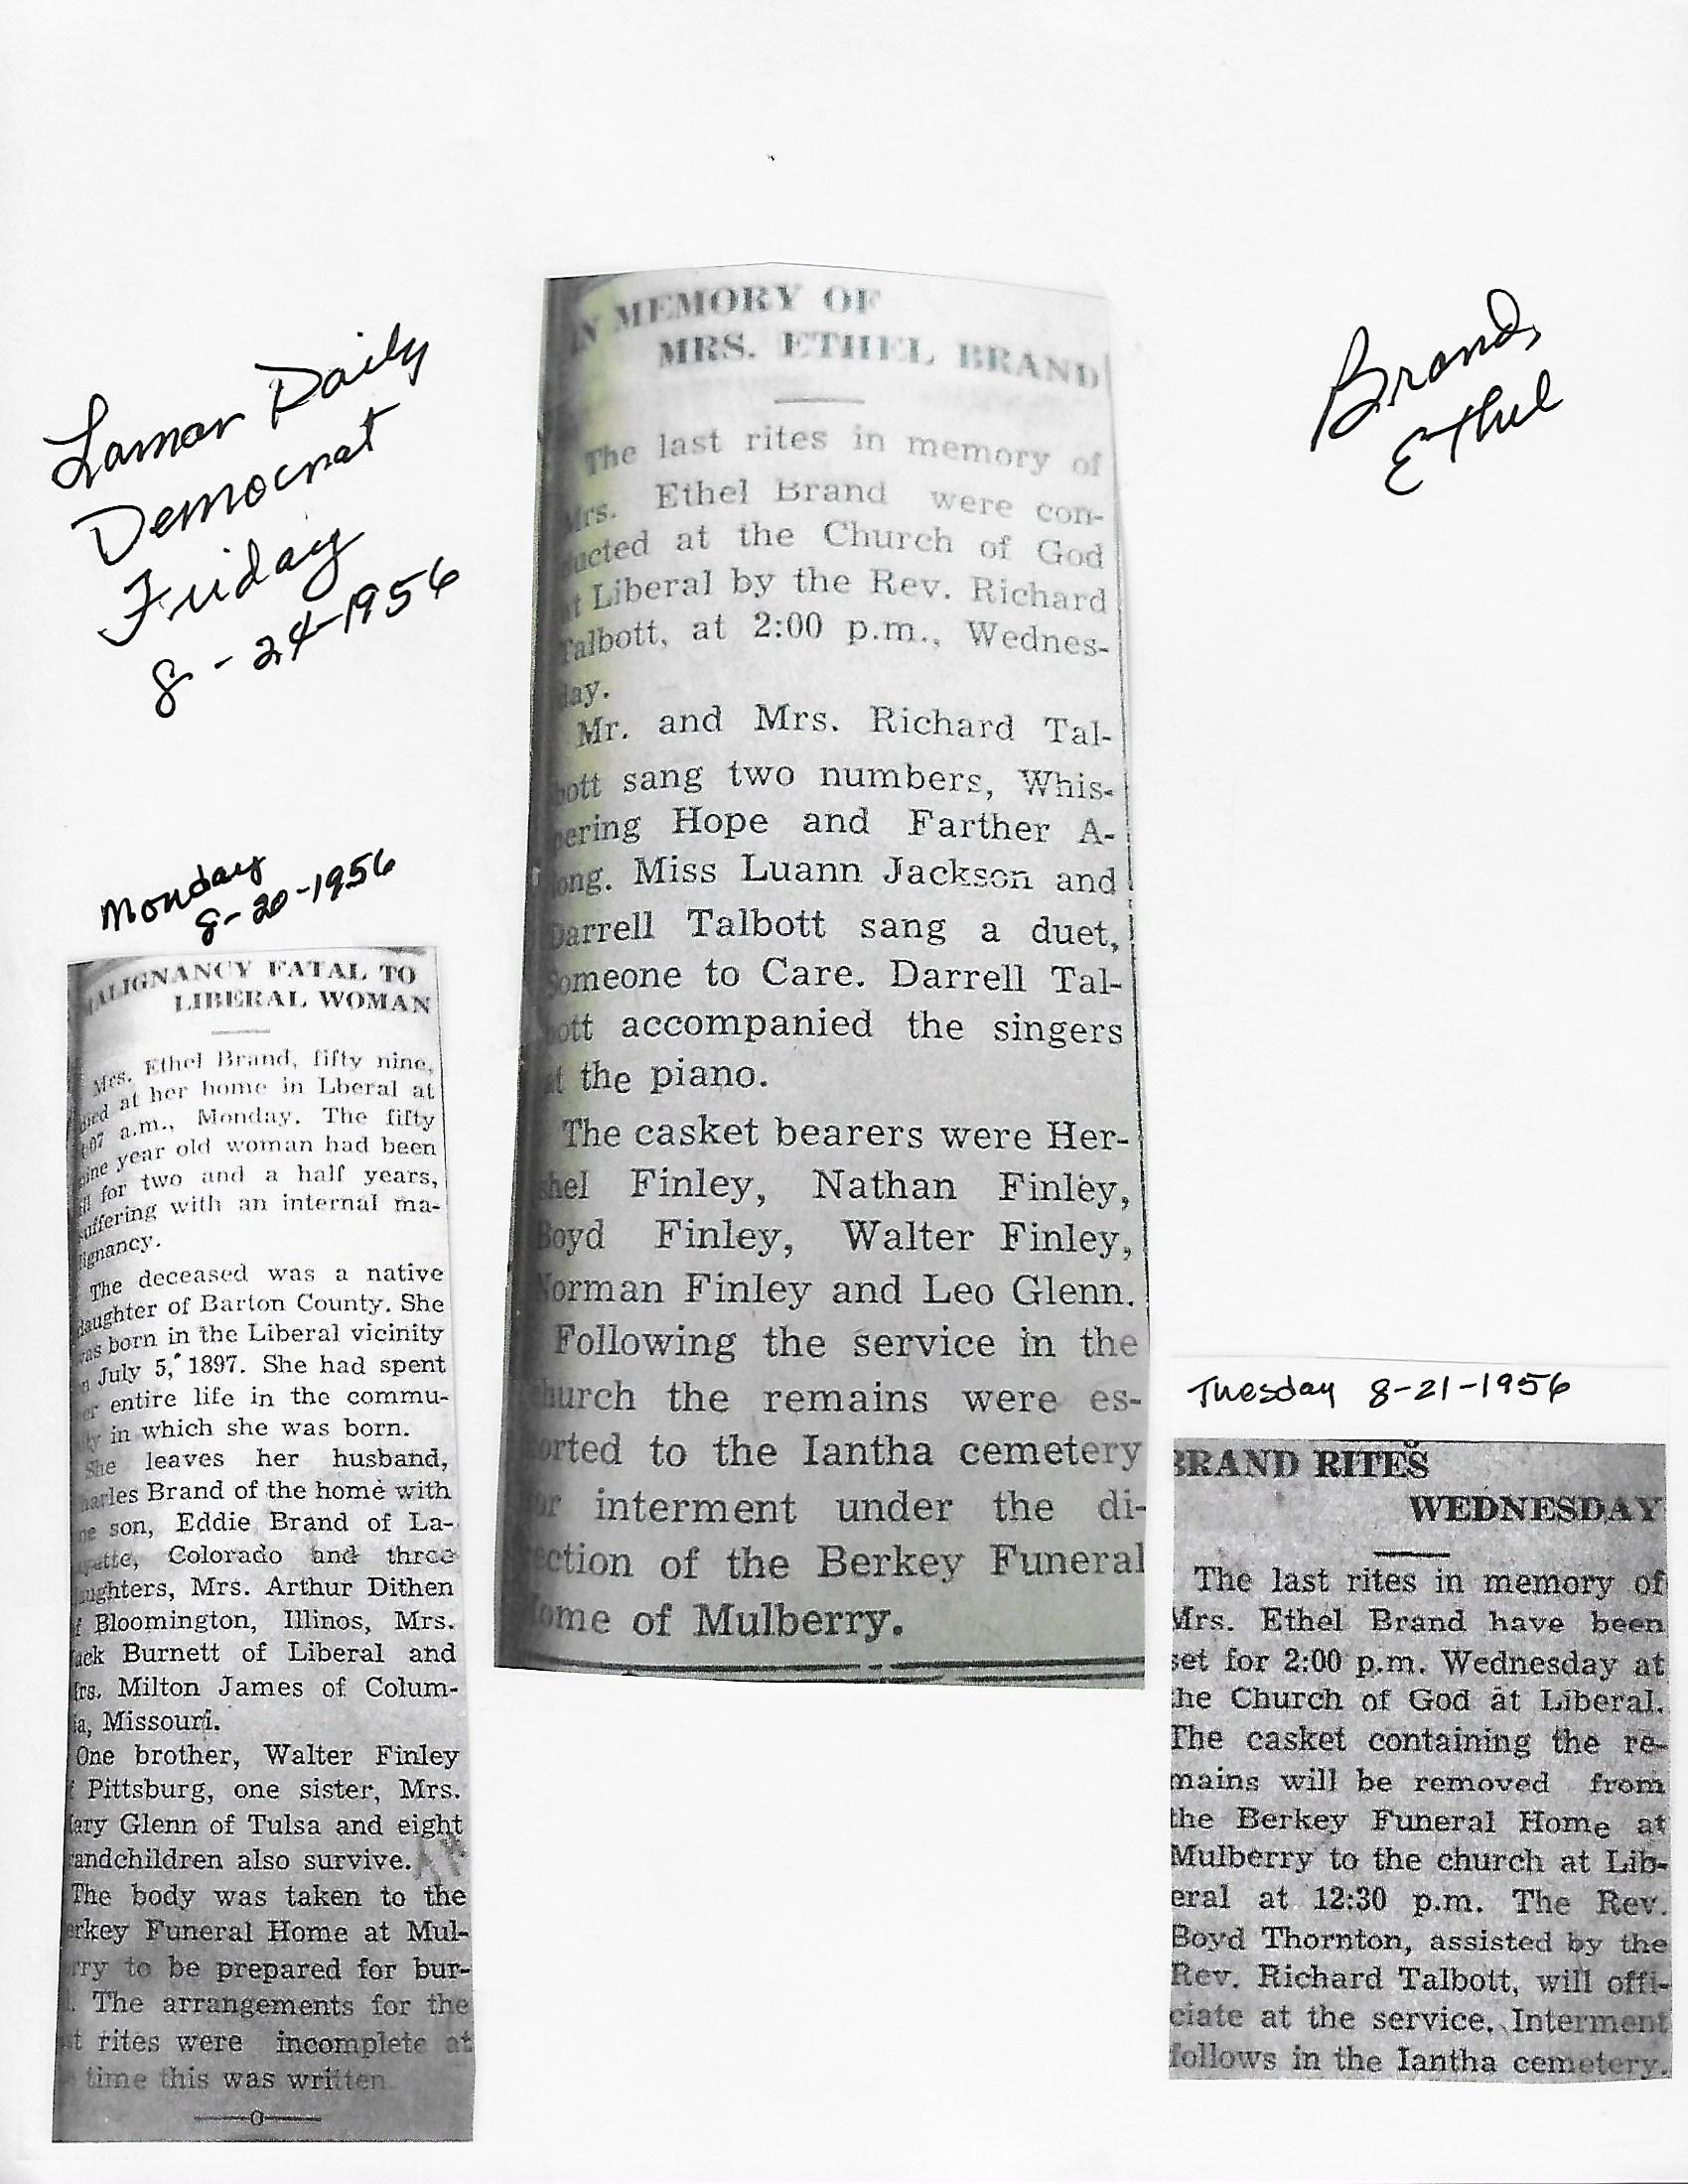 Lamar Daily
Democrat
Friday
8-24-1956
Brand,
Ethel
Monday
8-20-1956
MALIGNANCY FATAL TO
LIBERAL WOMAN
Mrs. Ethel Brand, fifty nine,
died at her home in Lberal at
:07 a.m., Monday. The fifty
nine year old woman had been
ill for two and a half years,
suffering with an internal ma-
lignancy.
The deceased was a native
daughter of Barton County. She
was born in the Liberal vicinity
n July 5, 1897. She had spent
er entire life in the commu-
ty in which she was born.
She leaves her husband,
harles Brand of the home with
ne son, Eddie Brand of La-
yette, Colorado and three
aughters, Mrs. Arthur Dithen
f Bloomington, Illinos, Mrs.
ack Burnett of Liberal and
rs. Milton James of Colum-
ia, Missouri.
One brother, Walter Finley
f Pittsburg, one sister, Mrs.
ary Glenn of Tulsa and eight
randchildren also survive.
The body was taken to the
erkey Funeral Home at Mul-
rry to be prepared for bur-
. The arrangements for the
st rites were incomplete at
e time this was written
—o—
IN MEMORY OF
MRS. ETHEL BRAND
The last rites in memory of
Mrs. Ethel Brand were con-
ducted at the Church of God
at Liberal by the Rev. Richard
Talbott, at 2:00 p.m., Wednes-
day.
Mr. and Mrs. Richard Tal-
bott sang two numbers, Whis-
pering Hope and Farther A-
long. Miss Luann Jackson and
Darrell Talbott sang a duet,
Someone to Care. Darrell Tal-
bott accompanied the singers
at the piano.
The casket bearers were Her-
shel Finley, Nathan Finley,
Boyd Finley, Walter Finley,
Norman Finley and Leo Glenn.
Following the service in the
church the remains were es-
corted to the Iantha cemetery
for interment under the di-
rection of the Berkey Funeral
Home of Mulberry.
Tuesday 8-21-1956
BRAND RITES
WEDNESDAY
The last rites in memory of
Mrs. Ethel Brand have been
set for 2:00 p.m. Wednesday at
the Church of God at Liberal.
The casket containing the re-
mains will be removed from
the Berkey Funeral Home at
Mulberry to the church at Lib-
eral at 12:30 p.m. The Rev.
Boyd Thornton, assisted by the
Rev. Richard Talbott, will offi-
ciate at the service. Interment
follows in the Iantha cemetery.